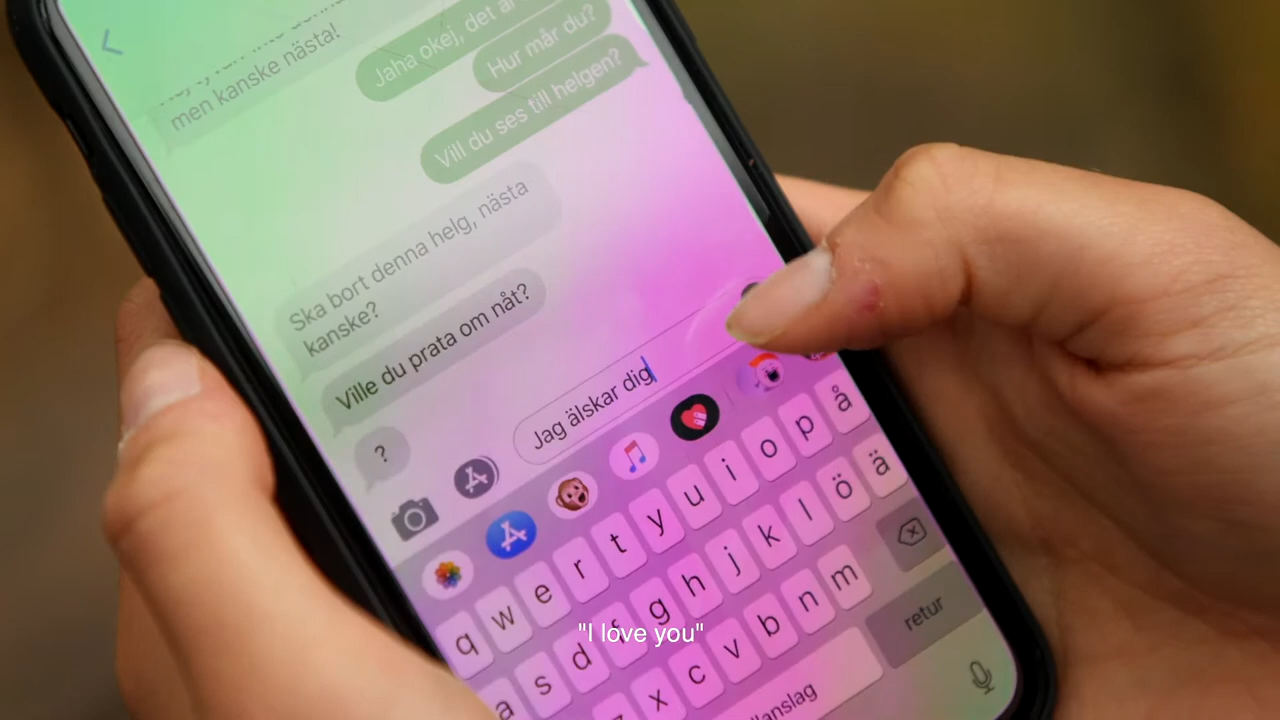 men kanske nästa!
Jaha okej, det är
Hur mår du?
Vill du ses till helgen?
Ska bort denna helg, nästa
kanske?
Ville du prata om nåt?
?
Jag älskar dig
q w e r t y u i o p å
a s d f g h j k l ö ä
z x c v b n m
retur
"I love you"